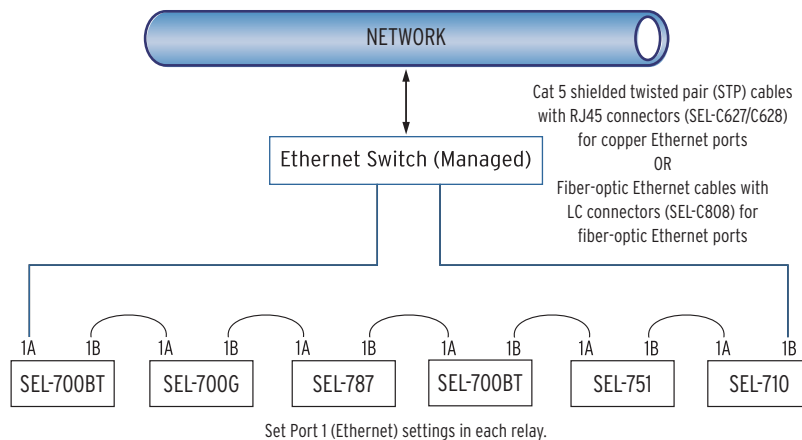 NETWORK
Cat 5 shielded twisted pair (STP) cables
with RJ45 connectors (SEL-C627/C628)
for copper Ethernet ports
OR
Fiber-optic Ethernet cables with
LC connectors (SEL-C808) for
fiber-optic Ethernet ports
Ethernet Switch (Managed)
1A 1B 1A 1B 1A 1B 1A 1B 1A 1B 1A 1B
SEL-700BT SEL-700G SEL-787 SEL-700BT SEL-751 SEL-710
Set Port 1 (Ethernet) settings in each relay.